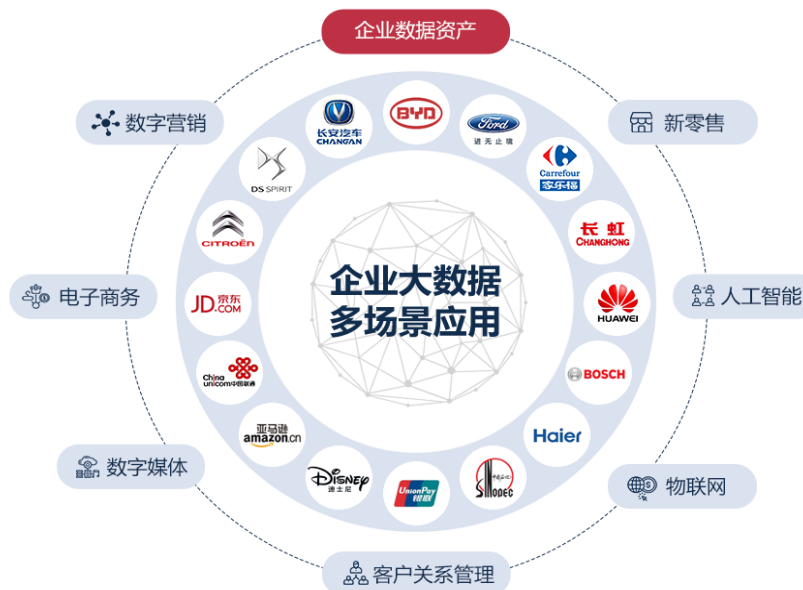 企业数据资产
数字营销
新零售
电子商务
人工智能
数字媒体
物联网
客户关系管理
企业大数据
多场景应用
BYD
Ford
进无止境
Carrefour
家乐福
长虹
CHANGHONG
HUAWEI
BOSCH
Haier
SINOPEC
UnionPay
银联
DISNEY
迪士尼
亚马逊
amazon.cn
China
unicom中国联通
JD.京东
.COM
CITROËN
DS SPIRIT
长安汽车
CHANGAN